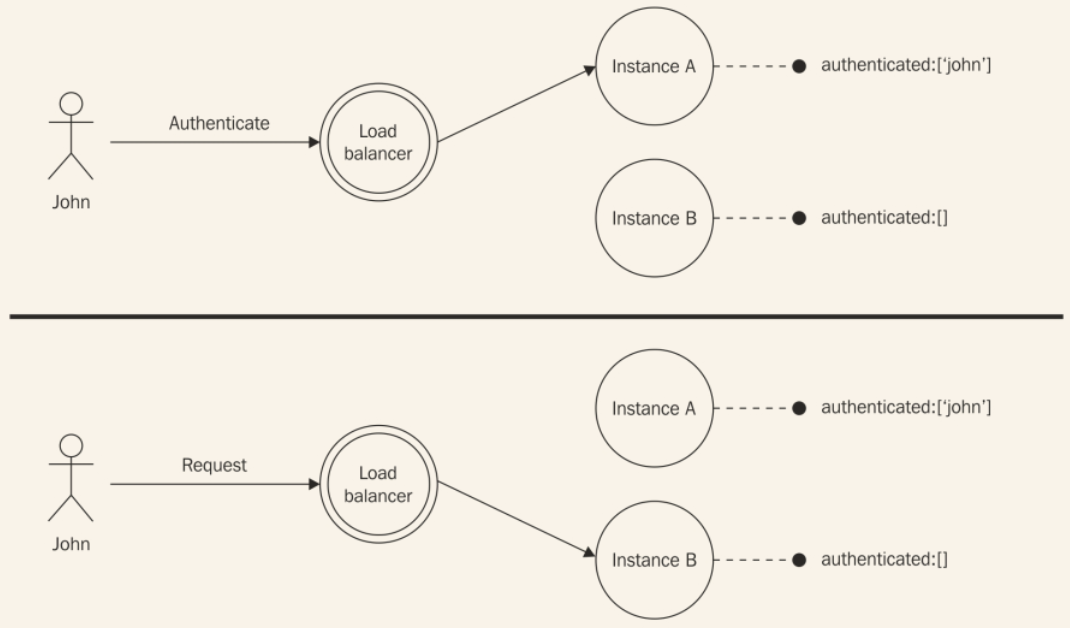 Authenticate
John
Load
balancer
Instance A
authenticated:[‘john’]
Instance B
authenticated:[]
Request
John
Load
balancer
Instance A
authenticated:[‘john’]
Instance B
authenticated:[]